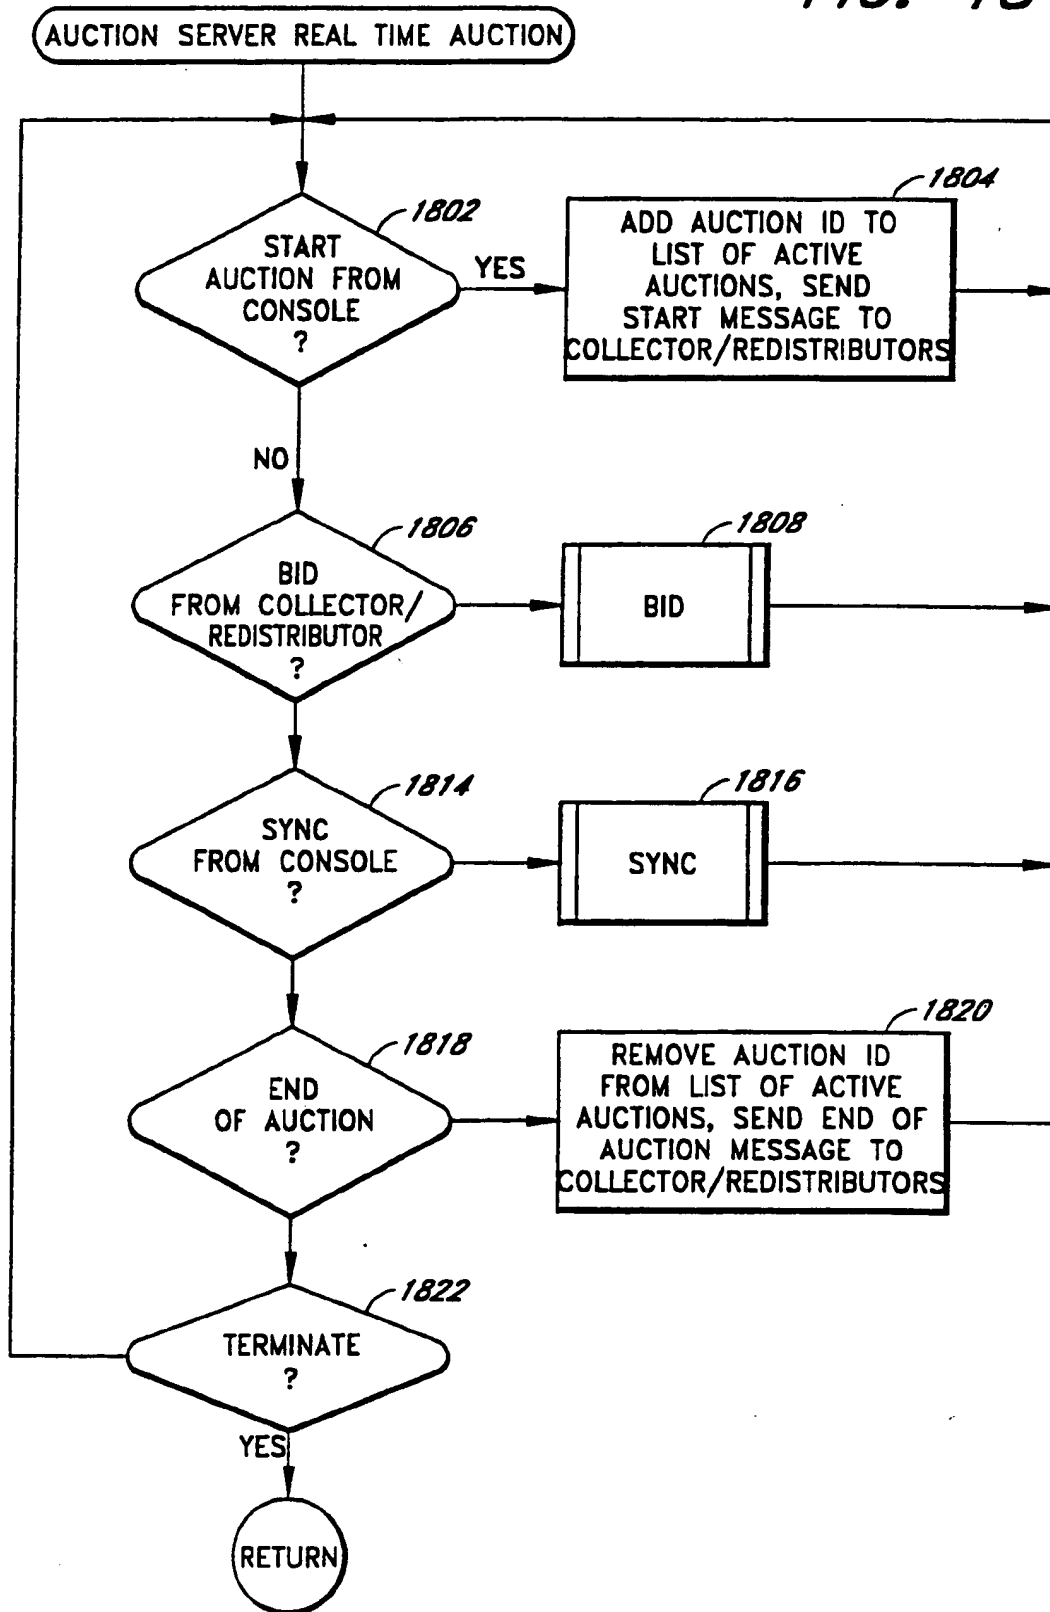 AUCTION SERVER REAL TIME AUCTION
1802
START
AUCTION FROM
CONSOLE
?
YES
1804
ADD AUCTION ID TO
LIST OF ACTIVE
AUCTIONS, SEND
START MESSAGE TO
COLLECTOR/REDISTRIBUTORS
NO
1806
BID
FROM COLLECTOR/
REDISTRIBUTOR
?
1808
BID
1814
SYNC
FROM CONSOLE
?
1816
SYNC
1818
END
OF AUCTION
?
1820
REMOVE AUCTION ID
FROM LIST OF ACTIVE
AUCTIONS, SEND END OF
AUCTION MESSAGE TO
COLLECTOR/REDISTRIBUTORS
1822
TERMINATE
?
YES
RETURN